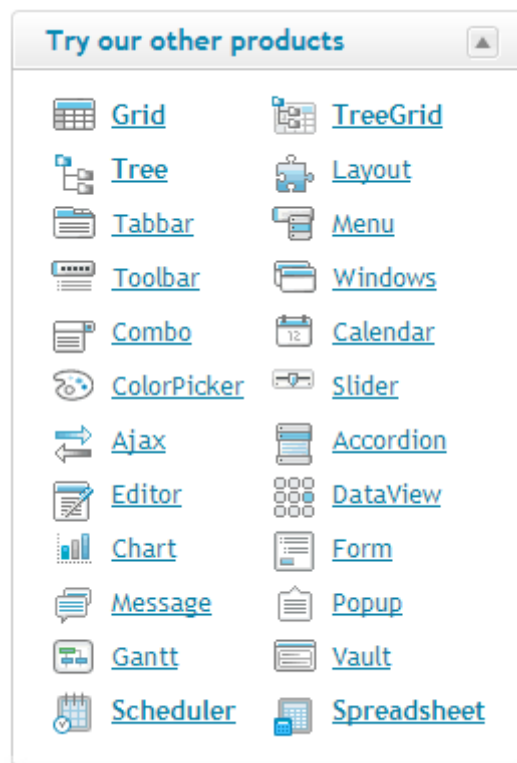 Try our other products
Grid TreeGrid
Tree Layout
Tabbar Menu
Toolbar Windows
Combo Calendar
12
ColorPicker Slider
Ajax Accordion
Editor DataView
Chart Form
Message Popup
Gantt Vault
Scheduler Spreadsheet